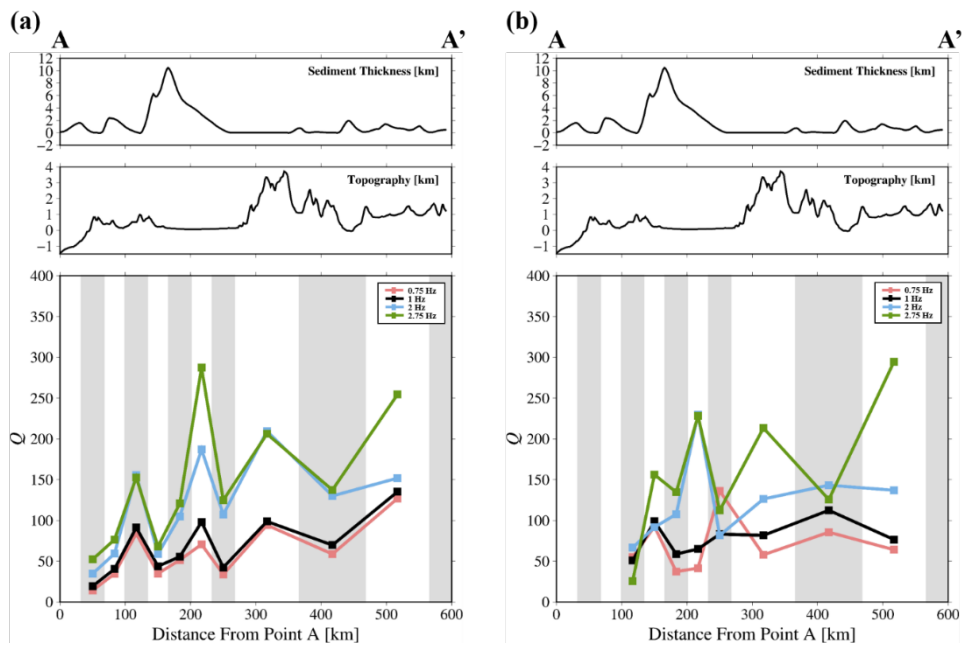 (a)
A A'
12
10
8
6
4
2
0
−2
Sediment Thickness [km]
4
3
2
1
0
−1
Topography [km]
400
350
300
250
200
150
100
50
0
Q
0.75 Hz
1 Hz
2 Hz
2.75 Hz
0 100 200 300 400 500 600
Distance From Point A [km]
(b)
A A'
12
10
8
6
4
2
0
−2
Sediment Thickness [km]
4
3
2
1
0
−1
Topography [km]
400
350
300
250
200
150
100
50
0
0.75 Hz
1 Hz
2 Hz
2.75 Hz
0 100 200 300 400 500 600
Distance From Point A [km]